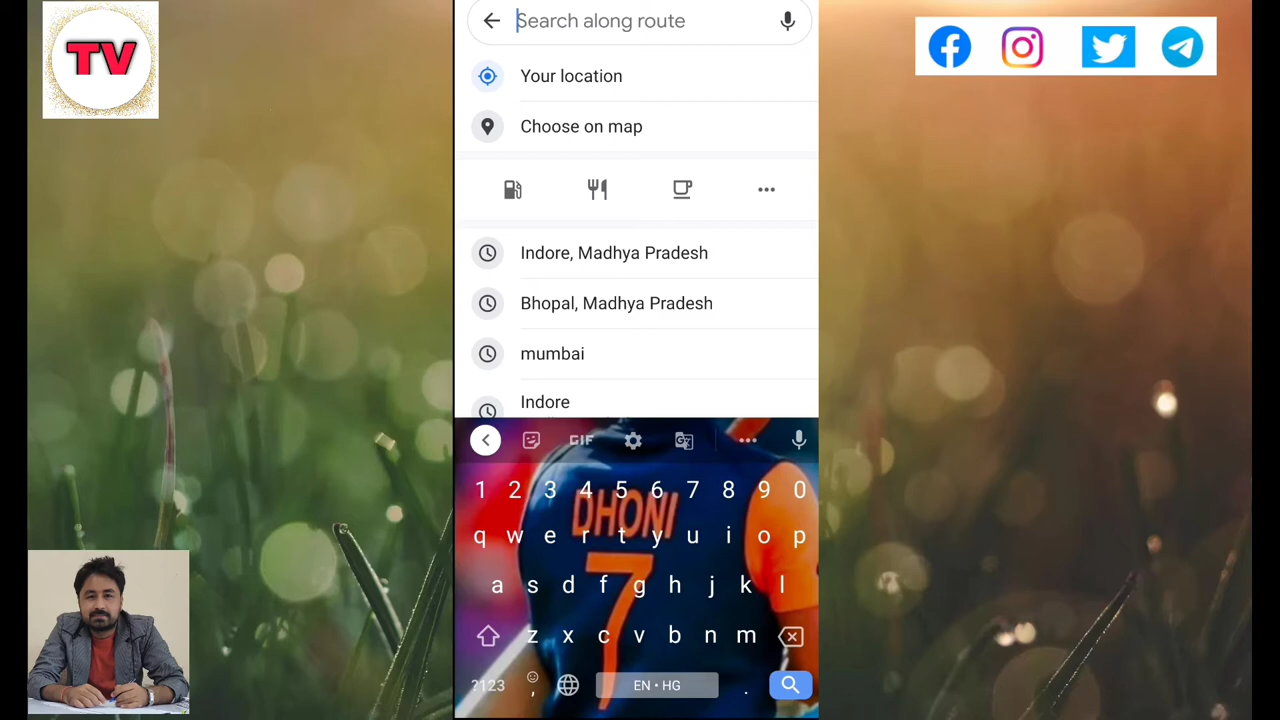 TV
Search along route
Your location
Choose on map
Indore, Madhya Pradesh
Bhopal, Madhya Pradesh
mumbai
Indore
GIF
DHONI
7
1 2 3 4 5 6 7 8 9 0
q w e r t y u i o p
a s d f g h j k l
z x c v b n m
?123 , EN • HG .